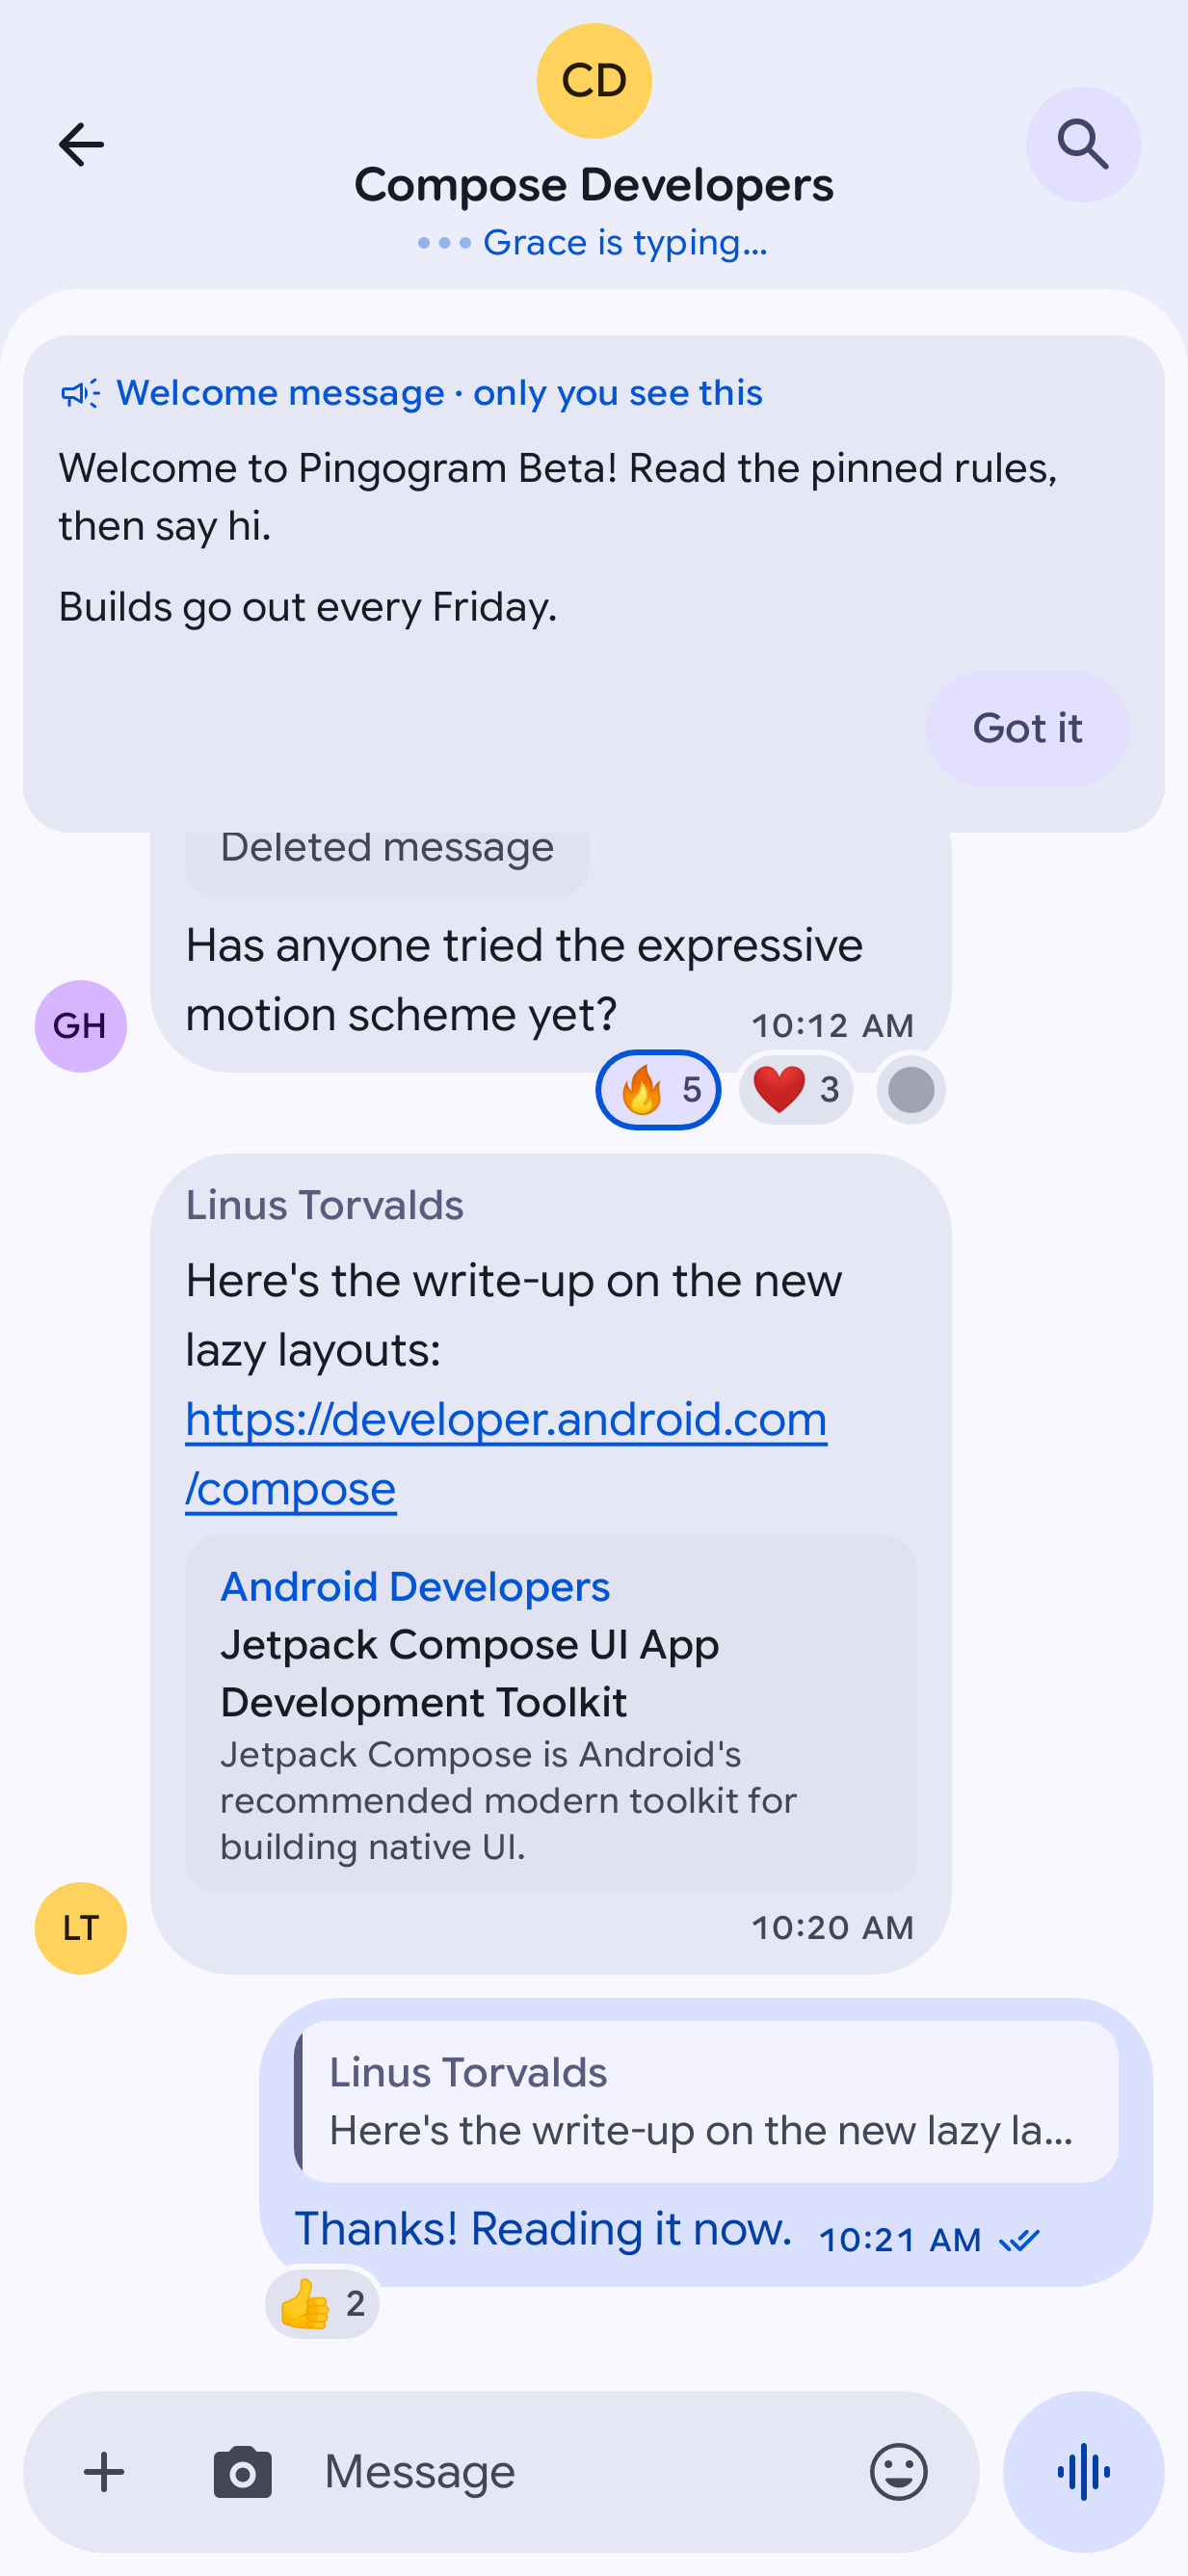 CD
Compose Developers
Grace is typing...
Welcome message · only you see this
Welcome to Pingogram Beta! Read the pinned rules,
then say hi.
Builds go out every Friday.
Got it
Deleted message
Has anyone tried the expressive
motion scheme yet?
10:12 AM
GH
🔥 5
❤️ 3
Linus Torvalds
Here's the write-up on the new
lazy layouts:
https://developer.android.com
/compose
Android Developers
Jetpack Compose UI App
Development Toolkit
Jetpack Compose is Android's
recommended modern toolkit for
building native UI.
LT
10:20 AM
Linus Torvalds
Here's the write-up on the new lazy la...
Thanks! Reading it now.
10:21 AM
👍 2
Message